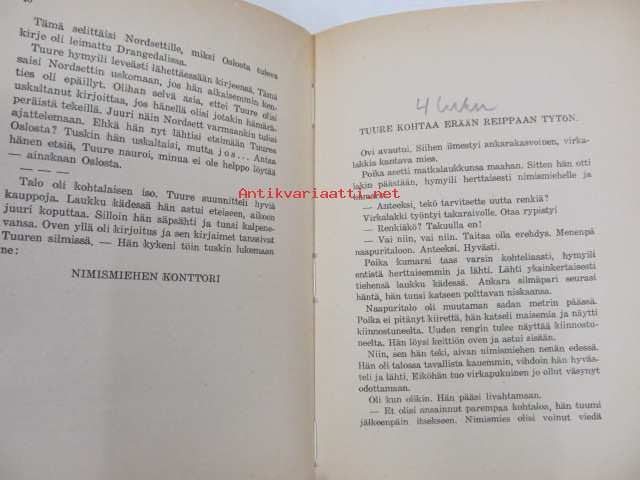 Tämä selittäisi Nordsettille, miksi Oslosta tuleva
kirje oli leimattu Drangedalissa.
Tuure hymyili leveästi lähettäessään kirjeensä. Tämä
saisi Nordsettin uskomaan, jos hän aikaisemmin ken-
ties oli epäillyt. Olihan selvä asia, ettei Tuure olisi
uskaltanut kirjoittaa, jos hänellä olisi jotakin hämärä-
peräistä tekeillä. Juuri näin Nordsett varmaankin tulisi
ajattelemaan. Ehkä hän nyt lähtisi etsimään Tuurea
Oslosta? Tuskin hän uskaltaisi, mutta jos... Antaa
hänen etsiä, Tuure nauroi, minua ei ole helppo löytää
— ainakaan Oslosta.
— — — —
Talo oli kohtalaisen iso. Tuure suunnitteli hyviä
kauppoja. Laukku kädessä hän astui eteiseen, aikoen
juuri koputtaa. Silloin hän säpsähti ja tunsi kalpene-
vansa. Oven yllä oli kirjoitus ja sen kirjaimet tanssivat
Tuuren silmissä, — Hän kykeni töin tuskin lukemaan
ne:
NIMISMIEHEN KONTTORI
4 luku
TUURE KOHTAA ERÄÄN REIPPAAN TYTÖN.
Ovi avautui. Siihen ilmestyi ankarakasvoinen, virka-
lakkia kantava mies.
Poika asetti matkalaukkunsa maahan. Sitten hän otti
lakin päästään, hymyili herttaisesti nimismiehelle ja
— Anteeksi, tekö tarvitsette uutta renkiä?
Virkalakki työntyi takaraivolle. Otsa rypistyi
— Renkiäkö? Takuulla en!
— Vai niin, vai niin. Taitaa olla erehdys. Menenpä
naapuritaloon. Anteeksi. Hyvästi.
Poika kumarsi taas varsin kohteliaasti, hymyili
entistä herttaisemmin ja lähti. Lähti yksinkertaisesti
tiehensä laukku kädessä. Ankara silmäpari seurasi
häntä, hän tunsi katseen polttavan niskaansa.
Naapuritalo oli muutaman sadan metrin päässä.
Poika ei pitänyt kiirettä, hän katseli maisemia ja näytti
kiinnostuneelta. Uuden rengin tulee näyttää kiinnostu-
neelta. Hän löysi keittiön oven ja astui sisään.
Niin, sen hän teki, aivan nimismiehen nenän edessä.
Hän oli talossa tavallista kauemmin, vihdoin hän hyväs-
teli ja lähti. Eiköhän tuo virkapukuinen jo ollut väsynyt
odottamaan.
Oli kun olikin. Hän pääsi livahtamaan.
— Et olisi ansainnut parempaa kohtaloa, hän tuumi
jälkeenpäin itsekseen. Nimismies olisi voinut viedä
Antikvariaatti.net